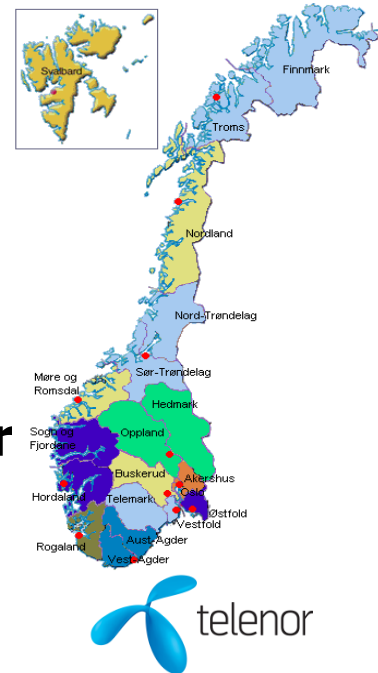 Svalbard
Finnmark
Troms
Nordland
Nord-Trøndelag
Sør-Trøndelag
Møre og
Romsdal
Hedmark
Oppland
Sogn og
Fjordene
r
Buskerud
Akershus
Oslo
Hordaland
Telemark
Østfold
Vestfold
Aust-Agder
Rogaland
Vest-Agder
telenor